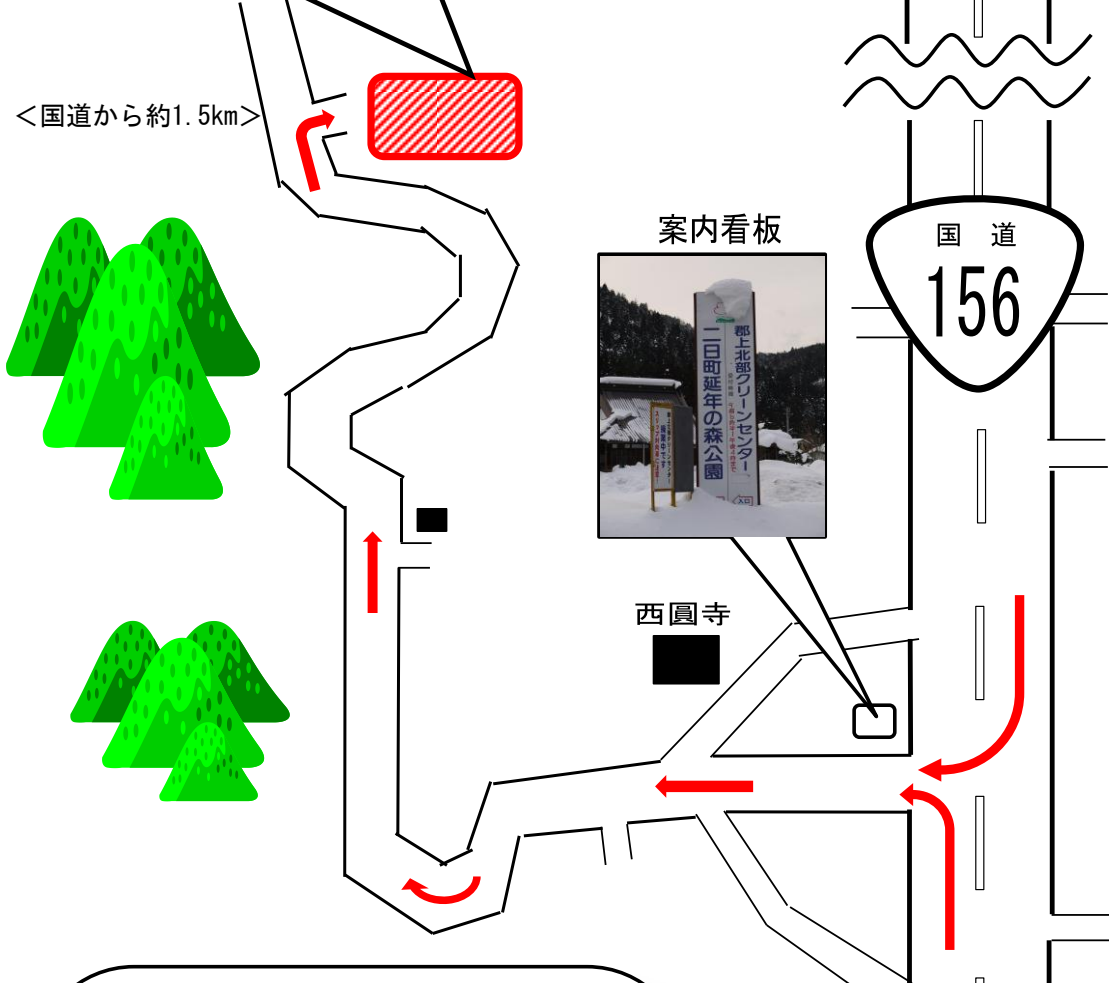 ＜国道から約1.5km＞
国 道
156
案内看板
郡上北部クリーンセンター
二日町延年の森公園
入口
西圓寺